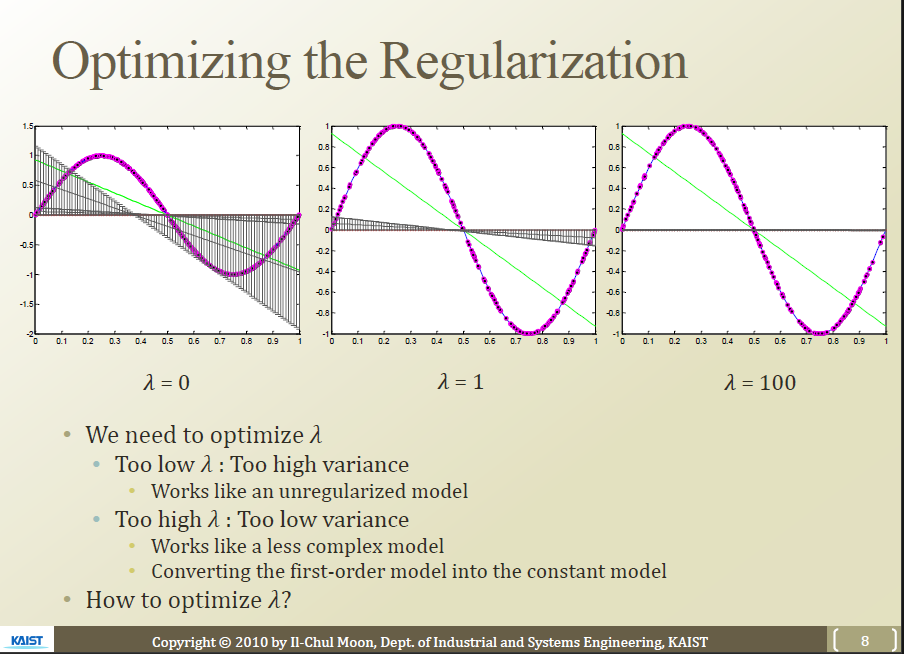 Optimizing the Regularization
1.5
1
0.5
0
-0.5
-1
-1.5
-2
0 0.1 0.2 0.3 0.4 0.5 0.6 0.7 0.8 0.9 1
1
0.8
0.6
0.4
0.2
0
-0.2
-0.4
-0.6
-0.8
-1
0 0.1 0.2 0.3 0.4 0.5 0.6 0.7 0.8 0.9 1
1
0.8
0.6
0.4
0.2
0
-0.2
-0.4
-0.6
-0.8
-1
0 0.1 0.2 0.3 0.4 0.5 0.6 0.7 0.8 0.9 1
λ = 0
λ = 1
λ = 100
• We need to optimize λ
• Too low λ : Too high variance
• Works like an unregularized model
• Too high λ : Too low variance
• Works like a less complex model
• Converting the first-order model into the constant model
• How to optimize λ?
KAIST
Copyright © 2010 by Il-Chul Moon, Dept. of Industrial and Systems Engineering, KAIST
8